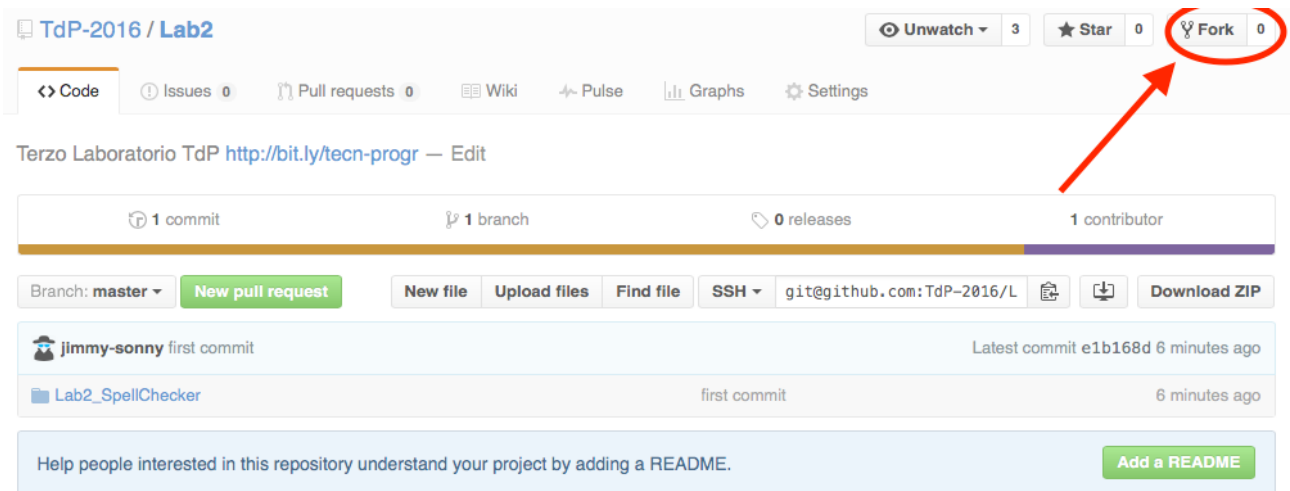 TdP-2016 / Lab2 Unwatch 3 Star 0 Fork 0
<> Code Issues 0 Pull requests 0 Wiki Pulse Graphs Settings
Terzo Laboratorio TdP http://bit.ly/tecn-progr — Edit
1 commit 1 branch 0 releases 1 contributor
Branch: master New pull request New file Upload files Find file SSH git@github.com:TdP-2016/L Download ZIP
jimmy-sonny first commit Latest commit e1b168d 6 minutes ago
Lab2_SpellChecker first commit 6 minutes ago
Help people interested in this repository understand your project by adding a README. Add a README